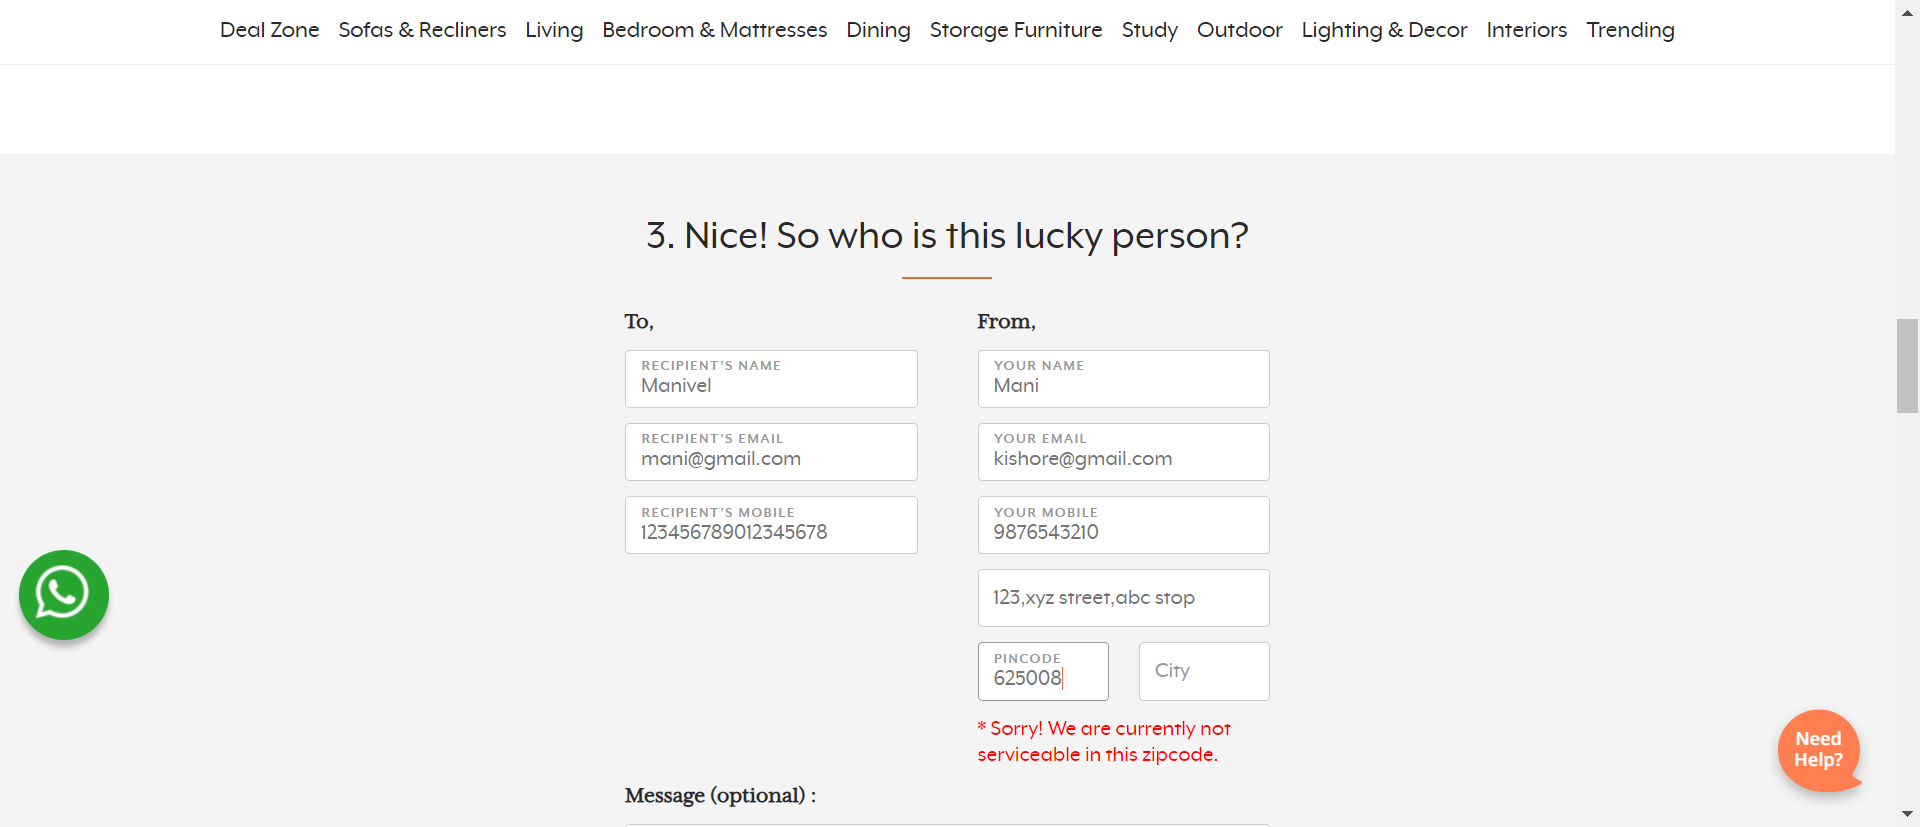 Deal Zone Sofas & Recliners Living Bedroom & Mattresses Dining Storage Furniture Study Outdoor Lighting & Decor Interiors Trending
3. Nice! So who is this lucky person?
To,
RECIPIENT'S NAME
Manivel
RECIPIENT'S EMAIL
mani@gmail.com
RECIPIENT'S MOBILE
123456789012345678
From,
YOUR NAME
Mani
YOUR EMAIL
kishore@gmail.com
YOUR MOBILE
9876543210
123,xyz street,abc stop
PINCODE
625008
City
* Sorry! We are currently not
serviceable in this zipcode.
Message (optional) :
Need
Help?